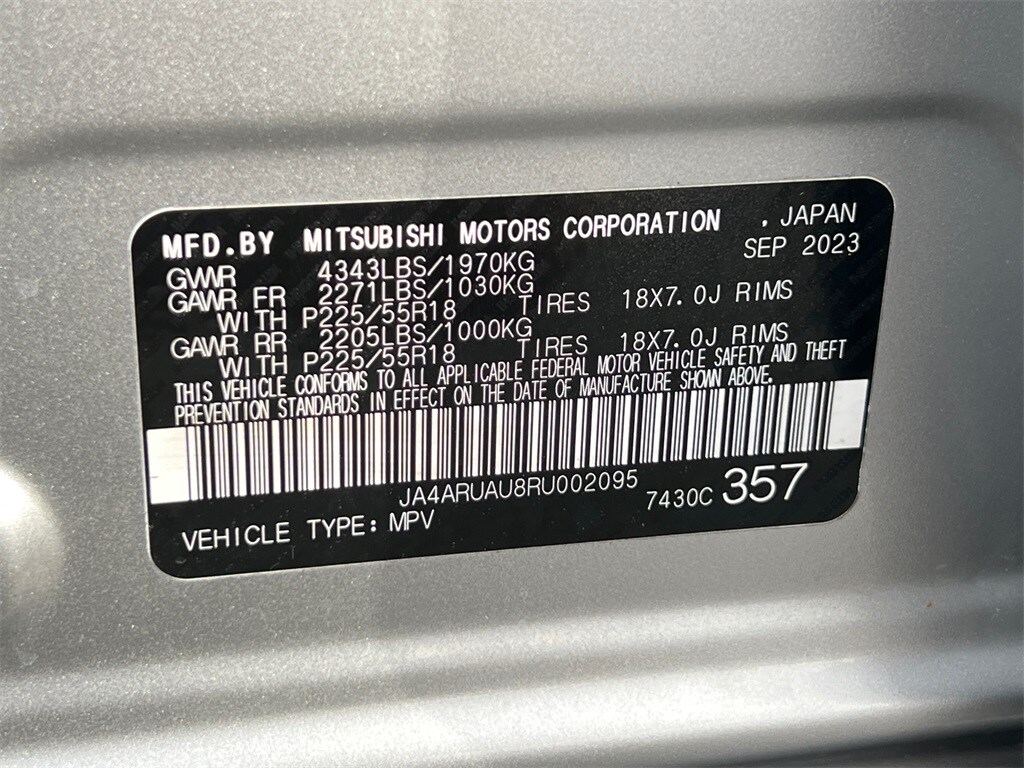 MFD.BY MITSUBISHI MOTORS CORPORATION , JAPAN
SEP 2023
GWR 4343LBS/1970KG
GAWR FR 2271LBS/1030KG
WITH P225/55R18 TIRES 18X7.0J RIMS
GAWR RR 2205LBS/1000KG
WITH P225/55R18 TIRES 18X7.0J RIMS
THIS VEHICLE CONFORMS TO ALL APPLICABLE FEDERAL MOTOR VEHICLE SAFETY AND THEFT
PREVENTION STANDARDS IN EFFECT ON THE DATE OF MANUFACTURE SHOWN ABOVE.
JA4ARUAU8RU002095
7430C 357
VEHICLE TYPE: MPV